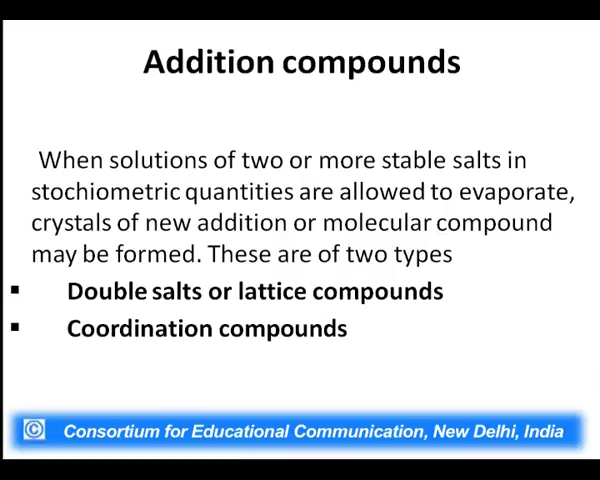 Addition compounds
When solutions of two or more stable salts in
stochiometric quantities are allowed to evaporate,
crystals of new addition or molecular compound
may be formed. These are of two types
▪ Double salts or lattice compounds
▪ Coordination compounds
© Consortium for Educational Communication, New Delhi, India